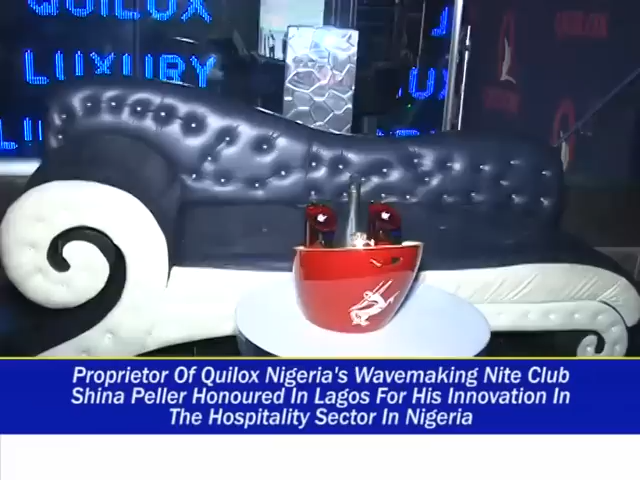 QUILOX
LUXURY
LUX
Proprietor Of Quilox Nigeria's Wavemaking Nite Club
Shina Peller Honoured In Lagos For His Innovation In
The Hospitality Sector In Nigeria